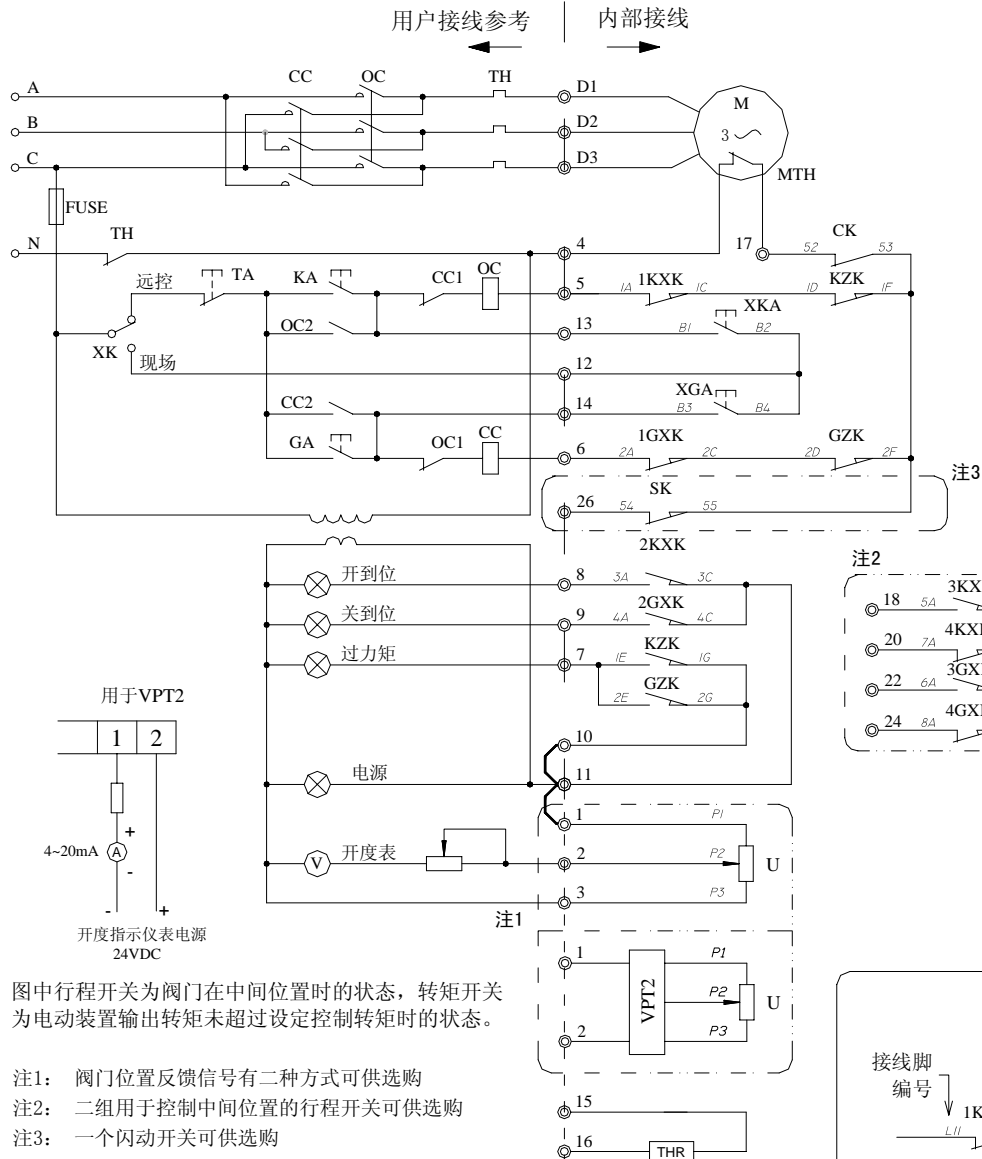 用户接线参考 内部接线
CC OC TH
A D1 M
B D2 3
C D3 MTH
FUSE
N TH 4 17 52 CK 53
远控 TA KA CC1 OC 5 1A 1KXK 1C 1D KZK 1F
XK OC2 13 B1 XKA B2
现场 12
CC2 14 B3 XGA B4
GA OC1 CC 6 2A 1GXK 2C 2D GZK 2F
注3
26 54 SK 55
2KXK
注2
开到位 8 3A 3C
关到位 9 4A 2GXK 4C
过力矩 7 1E KZK 1G
2E GZK 2G
18 5A 3KX
20 7A 4KX
22 6A 3GX
24 8A 4GX
10
电源 11
用于VPT2
1 2
4~20mA A
+
-
- +
开度指示仪表电源
24VDC
1 P1
V 开度表 2 P2 U
3 P3
注1
1 P1
VPT2 P2 U
2 P3
图中行程开关为阀门在中间位置时的状态，转矩开关
为电动装置输出转矩未超过设定控制转矩时的状态。
注1： 阀门位置反馈信号有二种方式可供选购
注2： 二组用于控制中间位置的行程开关可供选购
注3： 一个闪动开关可供选购
15
16 THR
接线脚
编号
L11 1K